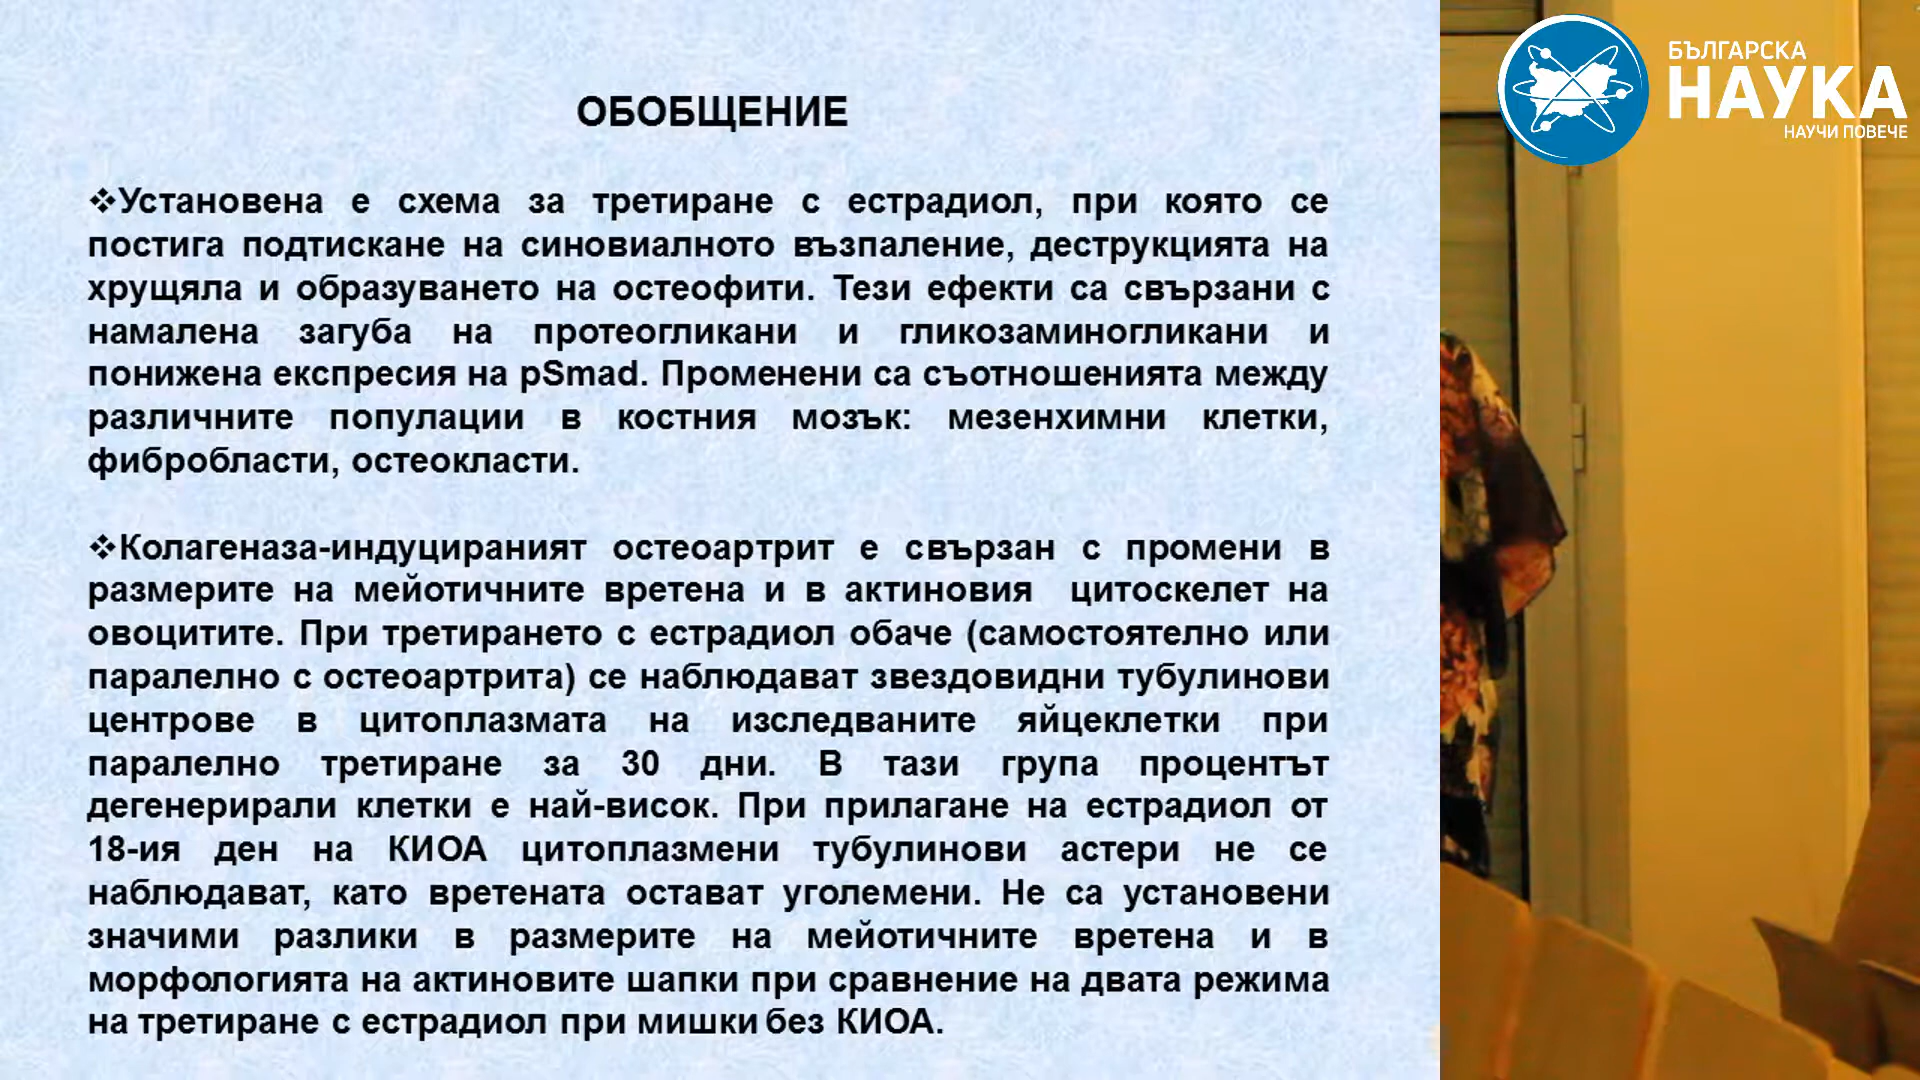 ОБОБЩЕНИЕ
❖Установена е схема за третиране с естрадиол, при която се
постига подтискане на синовиалното възпаление, деструкцията на
хрущяла и образуването на остеофити. Тези ефекти са свързани с
намалена загуба на протеогликани и гликозаминогликани и
понижена експресия на pSmad. Променени са съотношенията между
различните популации в костния мозък: мезенхимни клетки,
фибробласти, остеокласти.
❖Колагеназа-индуцираният остеоартрит е свързан с промени в
размерите на мейотичните вретена и в актиновия цитоскелет на
овоцитите. При третирането с естрадиол обаче (самостоятелно или
паралелно с остеоартрита) се наблюдават звездовидни тубулинови
центрове в цитоплазмата на изследваните яйцеклетки при
паралелно третиране за 30 дни. В тази група процентът
дегенерирали клетки е най-висок. При прилагане на естрадиол от
18-ия ден на КИОА цитоплазмени тубулинови астери не се
наблюдават, като вретената остават уголемени. Не са установени
значими разлики в размерите на мейотичните вретена и в
морфологията на актиновите шапки при сравнение на двата режима
на третиране с естрадиол при мишки без КИОА.
БЪЛГАРСКА
НАУКА
НАУЧИ ПОВЕЧЕ